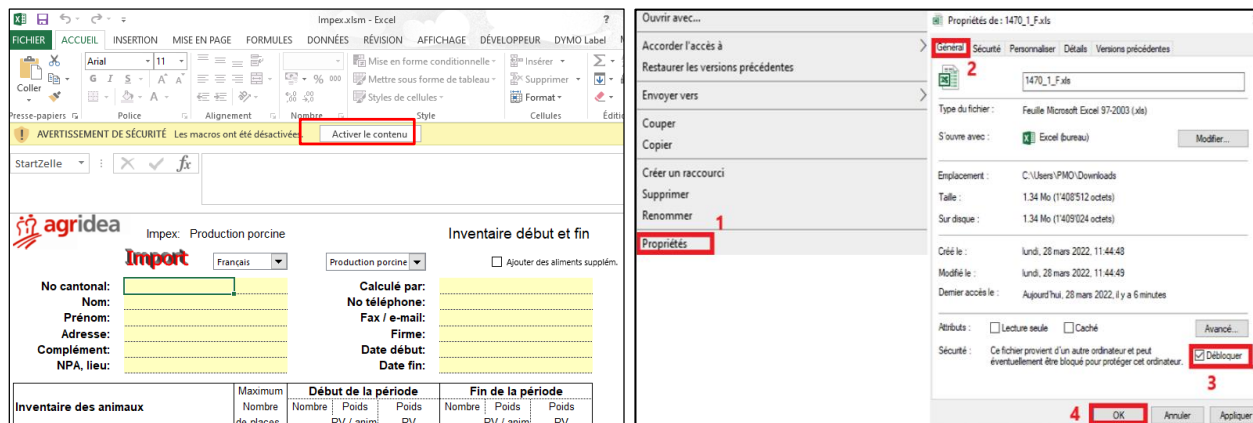 Impex.xlsm - Excel
?
FICHIER ACCUEIL INSERTION MISE EN PAGE FORMULES DONNÉES RÉVISION AFFICHAGE DÉVELOPPEUR DYMO Label
Arial 11
Mise en forme conditionnelle
Insérer
Coller
G I S A A
% 000
Mettre sous forme de tableau
Supprimer
Styles de cellules
Format
Presse-papiers Police Alignement Nombre Style Cellules
AVERTISSEMENT DE SÉCURITÉ Les macros ont été désactivées. Activer le contenu
StartZelle fx
agridea Impex: Production porcine Inventaire début et fin
Import Français Production porcine Ajouter des aliments supplém.
No cantonal: Calculé par:
Nom: No téléphone:
Prénom: Fax / e-mail:
Adresse: Firme:
Complément: Date début:
NPA, lieu: Date fin:
Maximum Début de la période Fin de la période
Inventaire des animaux Nombre Nombre Poids Poids Nombre Poids Poids
de places PV / anim PV PV / anim PV
Ouvrir avec...
Accorder l'accès à
Restaurer les versions précédentes
Envoyer vers
Couper
Copier
Créer un raccourci
Supprimer
Renommer
1
Propriétés
Propriétés de : 1470_1_F.xls
Général Sécurité Personnaliser Détails Versions précédentes
2
1470_1_F.xls
Type du fichier : Feuille Microsoft Excel 97-2003 (.xls)
S'ouvre avec : Excel (bureau) Modifier...
Emplacement : C:\Users\PMO\Downloads
Taille : 1.34 Mo (1'408'512 octets)
Sur disque : 1.34 Mo (1'409'024 octets)
Créé le : lundi, 28 mars 2022, 11:44:48
Modifié le : lundi, 28 mars 2022, 11:44:49
Dernier accès le : Aujourd'hui, 28 mars 2022, il y a 6 minutes
Attributs : Lecture seule Caché Avancé...
Sécurité : Ce fichier provient d'un autre ordinateur et peut
éventuellement être bloqué pour protéger cet ordinateur.
Débloquer
3
4 OK Annuler Appliquer